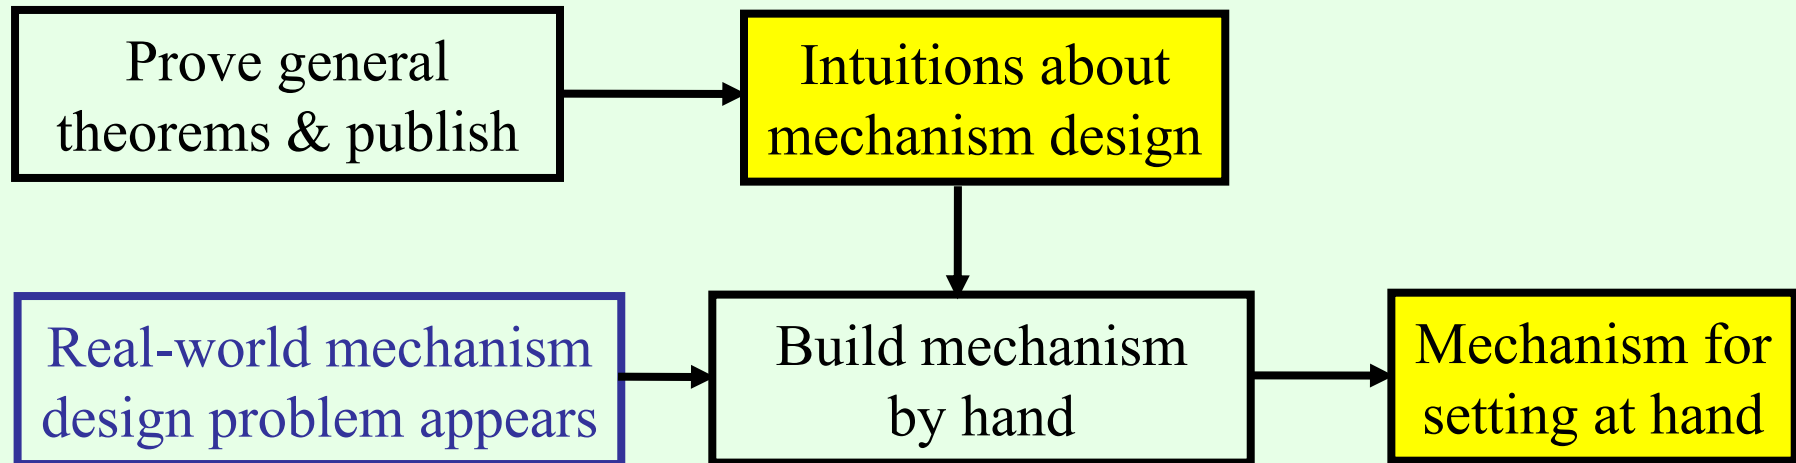 Prove general
theorems & publish
Intuitions about
mechanism design
Real-world mechanism
design problem appears
Build mechanism
by hand
Mechanism for
setting at hand